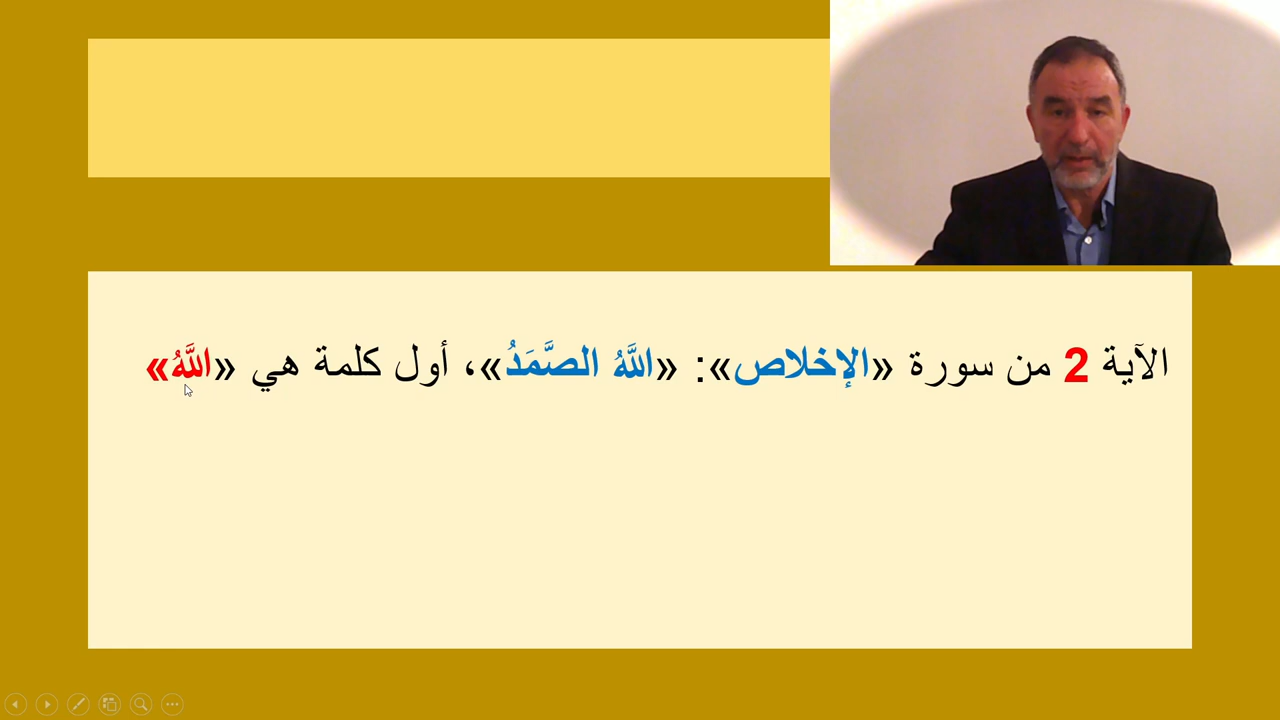 الآية 2 من سورة «الإخلاص»: «اللَّهُ الصَّمَدُ»، أول كلمة هي «اللَّهُ»